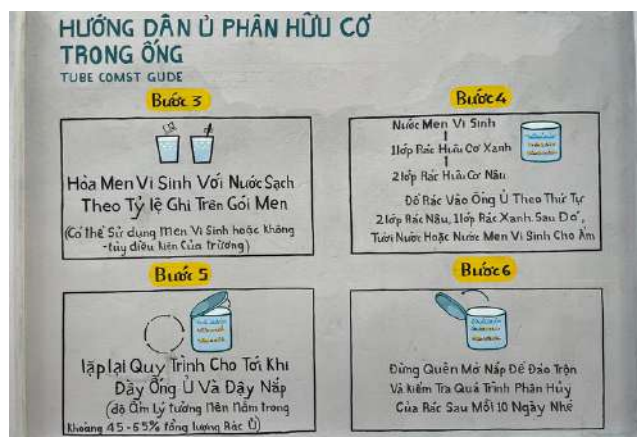 HƯỚNG DẪN Ủ PHÂN HỮU CƠ
TRONG ỐNG
TUBE COMST GUDE
Bước 3
Hòa Men Vi Sinh Với Nước Sạch
Theo Tỷ lệ Ghi Trên Gói Men
(Có thể Sử dụng Men Vi Sinh hoặc không
-tùy điều kiện Của Trường)
Bước 4
Nước Men Vi Sinh
1 lớp Rác Hữu Cơ Xanh
2 lớp Rác Hữu Cơ Nâu
Đổ Rác Vào Ống Ủ Theo Thứ Tự
2 lớp Rác Nâu, 1 lớp Rác Xanh Sau Đó,
Tưới Nước Hoặc Nước Men Vi Sinh Cho Ẩm
Bước 5
lặp lại Quy Trình Cho Tới Khi
Đầy Ống Ủ Và Đậy Nắp
(độ Ẩm Lý tưởng Nên Nằm trong
khoảng 45-65% tổng lượng Rác Ủ)
Bước 6
Đừng Quên Mở Nắp Để Đảo Trộn
Và kiểm Tra Quá Trình Phân Hủy
Của Rác Sau Mỗi 10 Ngày Nhé